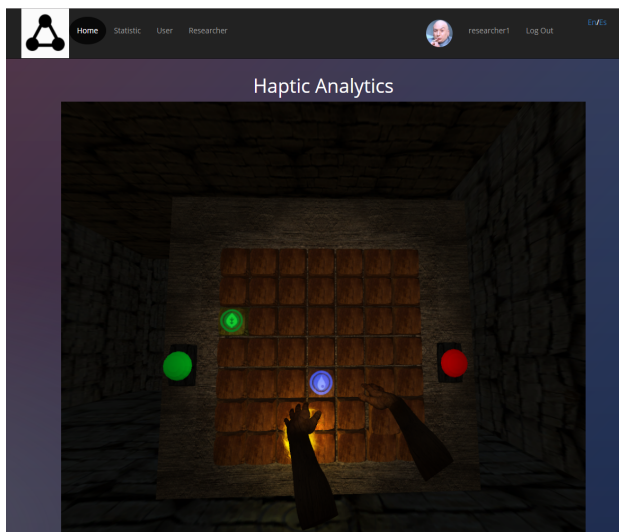 Home Statistic User Researcher researcher1 Log Out En/Es
Haptic Analytics